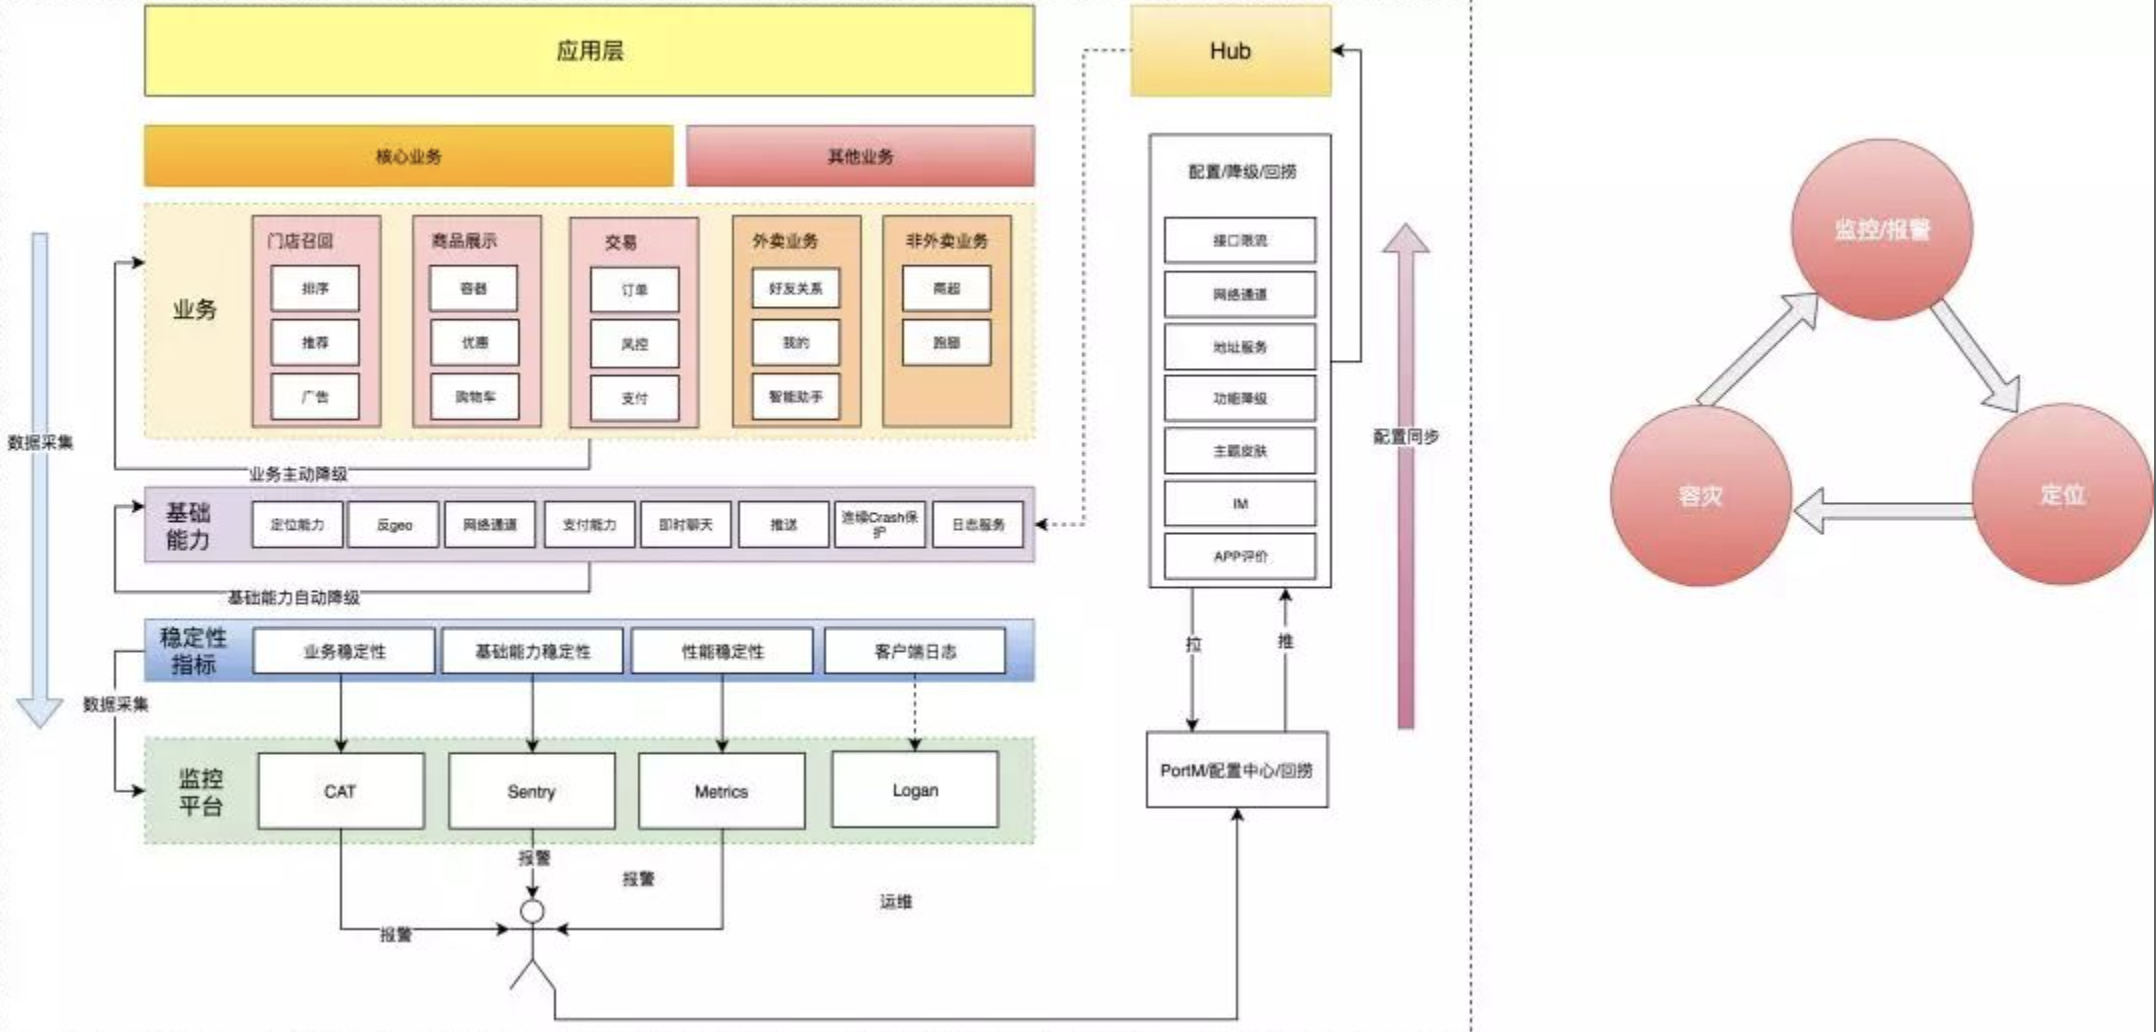 应用层
Hub
核心业务
其他业务
配置/降级/回捞
业务
门店召回
排序
推荐
广告
商品展示
容器
优惠
购物车
交易
订单
风控
支付
外卖业务
好友关系
我的
智能助手
非外卖业务
商超
跑腿
接口限流
网络通道
地址服务
功能降级
主题皮肤
IM
APP评价
数据采集
业务主动降级
基础
能力
定位能力
反geo
网络通道
支付能力
即时聊天
推送
连续Crash保
护
日志服务
基础能力自动降级
稳定性
指标
业务稳定性
基础能力稳定性
性能稳定性
客户端日志
数据采集
监控
平台
CAT
Sentry
Metrics
Logan
报警
报警
报警
运维
拉
推
PortM/配置中心/回捞
配置同步
监控/报警
定位
容灾